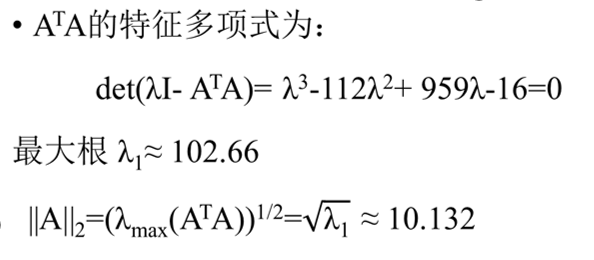 • AᵀA的特征多项式为:
det(λI- AᵀA)= λ³-112λ²+ 959λ-16=0
最大根 λ₁≈ 102.66
||A||₂=(λₘₐₓ(AᵀA))¹/²=√λ₁ ≈ 10.132